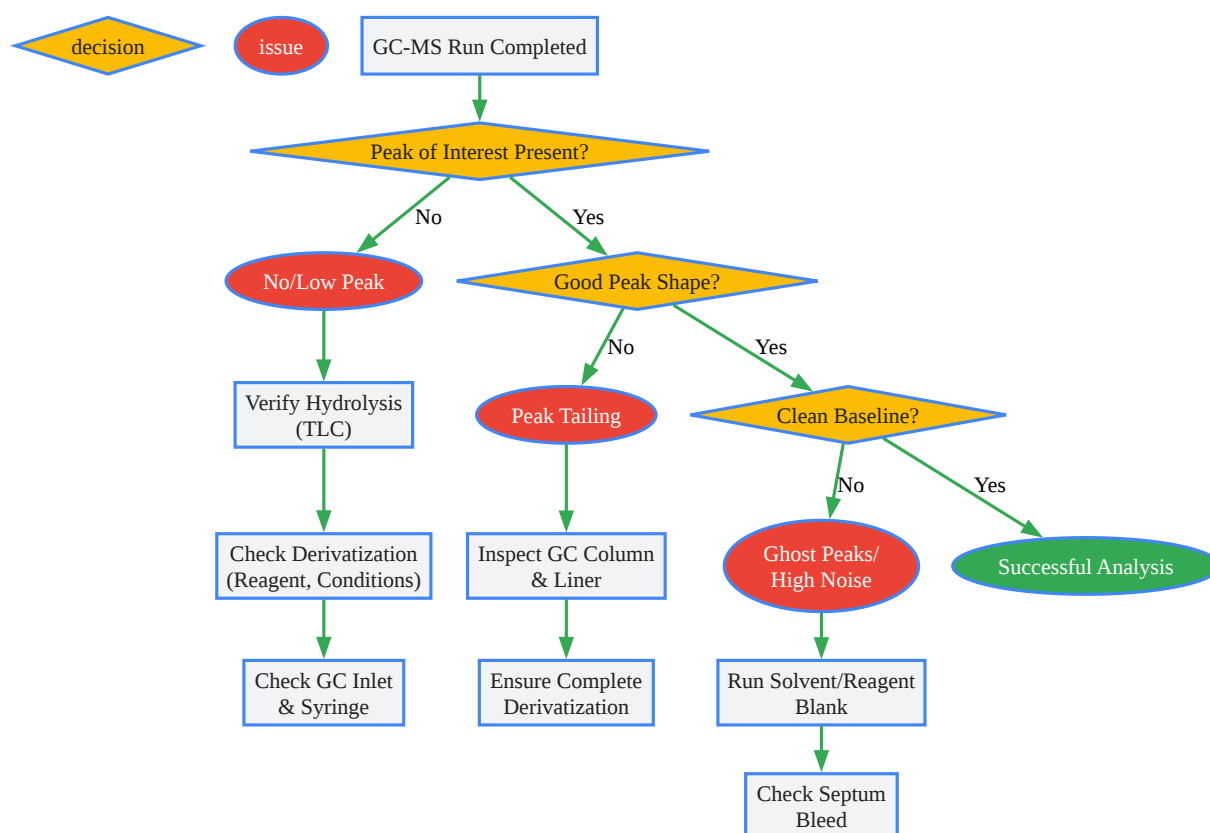 decision
issue
GC-MS Run Completed
Peak of Interest Present?
No
Yes
No/Low Peak
Good Peak Shape?
No
Yes
Verify Hydrolysis
(TLC)
Peak Tailing
Clean Baseline?
No
Yes
Check Derivatization
(Reagent, Conditions)
Inspect GC Column
& Liner
Ghost Peaks/
High Noise
Successful Analysis
Check GC Inlet
& Syringe
Ensure Complete
Derivatization
Run Solvent/Reagent
Blank
Check Septum
Bleed